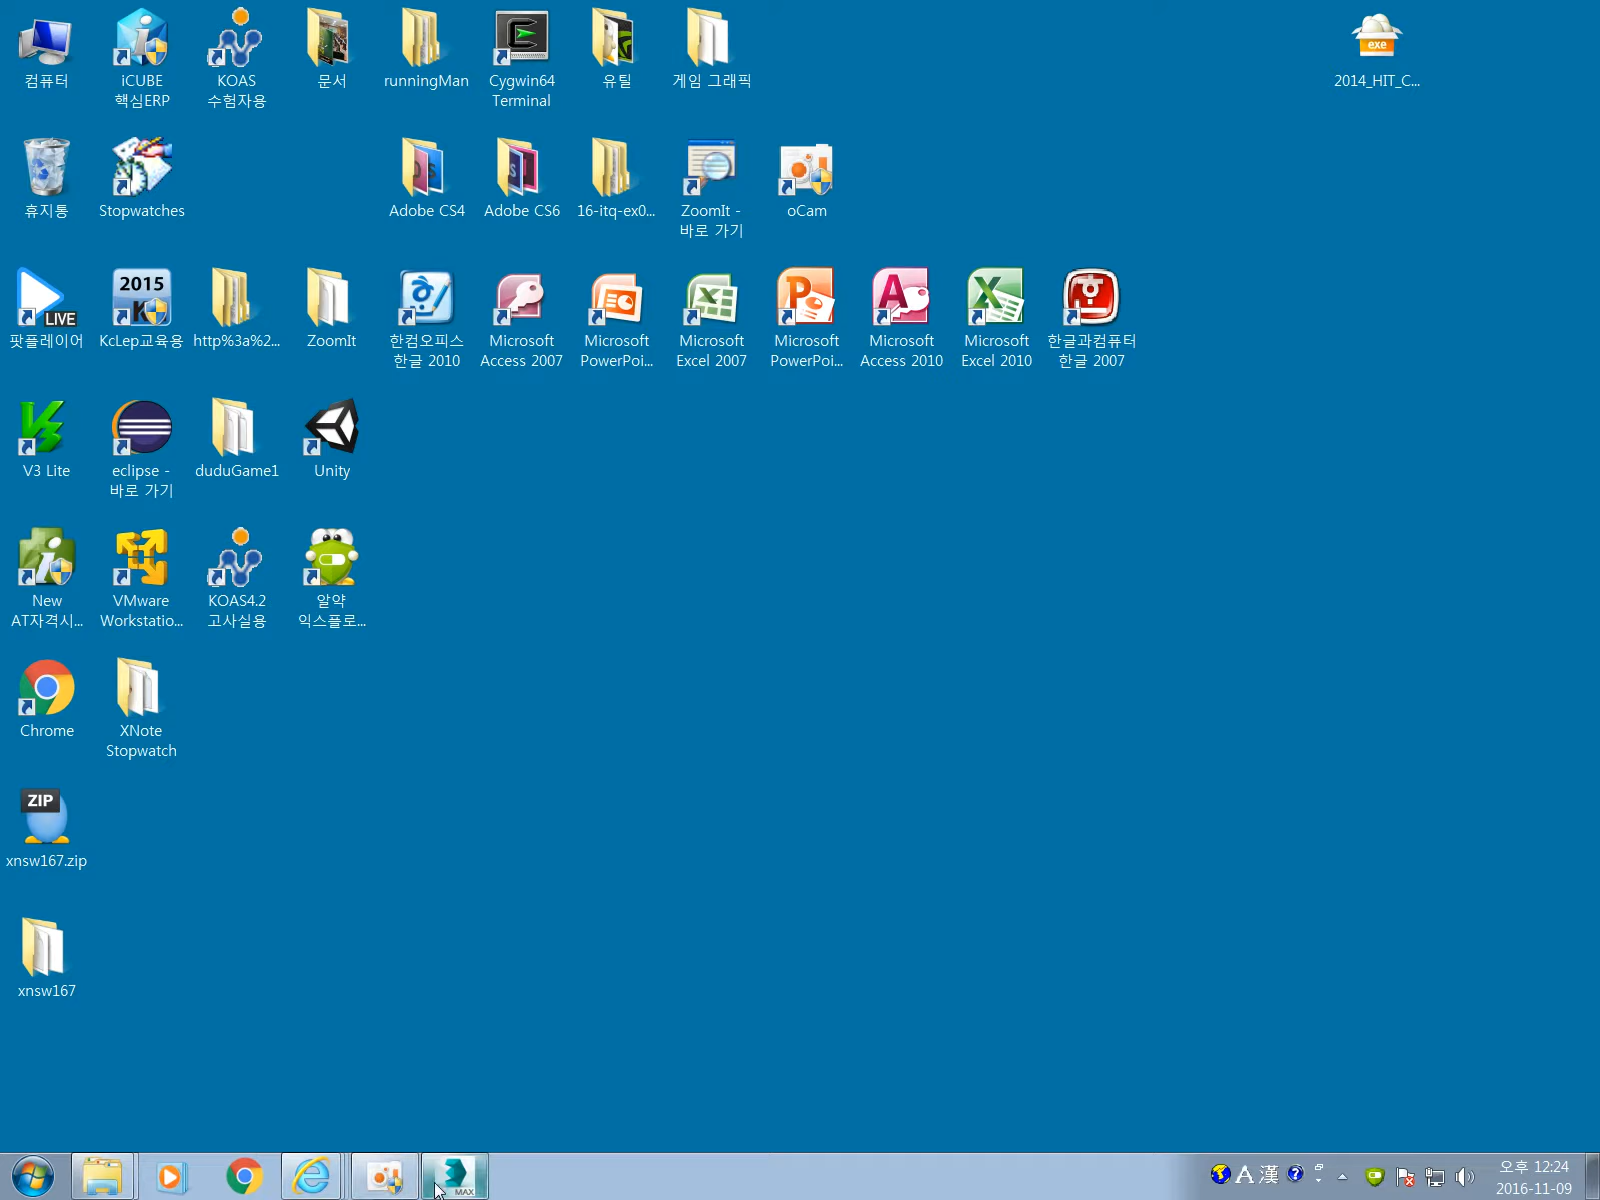 컴퓨터
iCUBE
핵심ERP
KOAS
수험자용
문서
runningMan
Cygwin64
Terminal
유틸
게임 그래픽
exe
2014_HIT_C...
휴지통
Stopwatches
Adobe CS4
Adobe CS6
16-itq-ex0...
ZoomIt -
바로 가기
oCam
LIVE
팟플레이어
2015
K
KcLep교육용
http%3a%2...
ZoomIt
한컴오피스
한글 2010
Microsoft
Access 2007
Microsoft
PowerPoi...
Microsoft
Excel 2007
Microsoft
PowerPoi...
Microsoft
Access 2010
Microsoft
Excel 2010
한글과컴퓨터
한글 2007
V3 Lite
eclipse -
바로 가기
duduGame1
Unity
New
AT자격시...
VMware
Workstatio...
KOAS4.2
고사실용
알약
익스플로...
Chrome
XNote
Stopwatch
ZIP
xnsw167.zip
xnsw167
MAX
A 漢
오후 12:24
2016-11-09